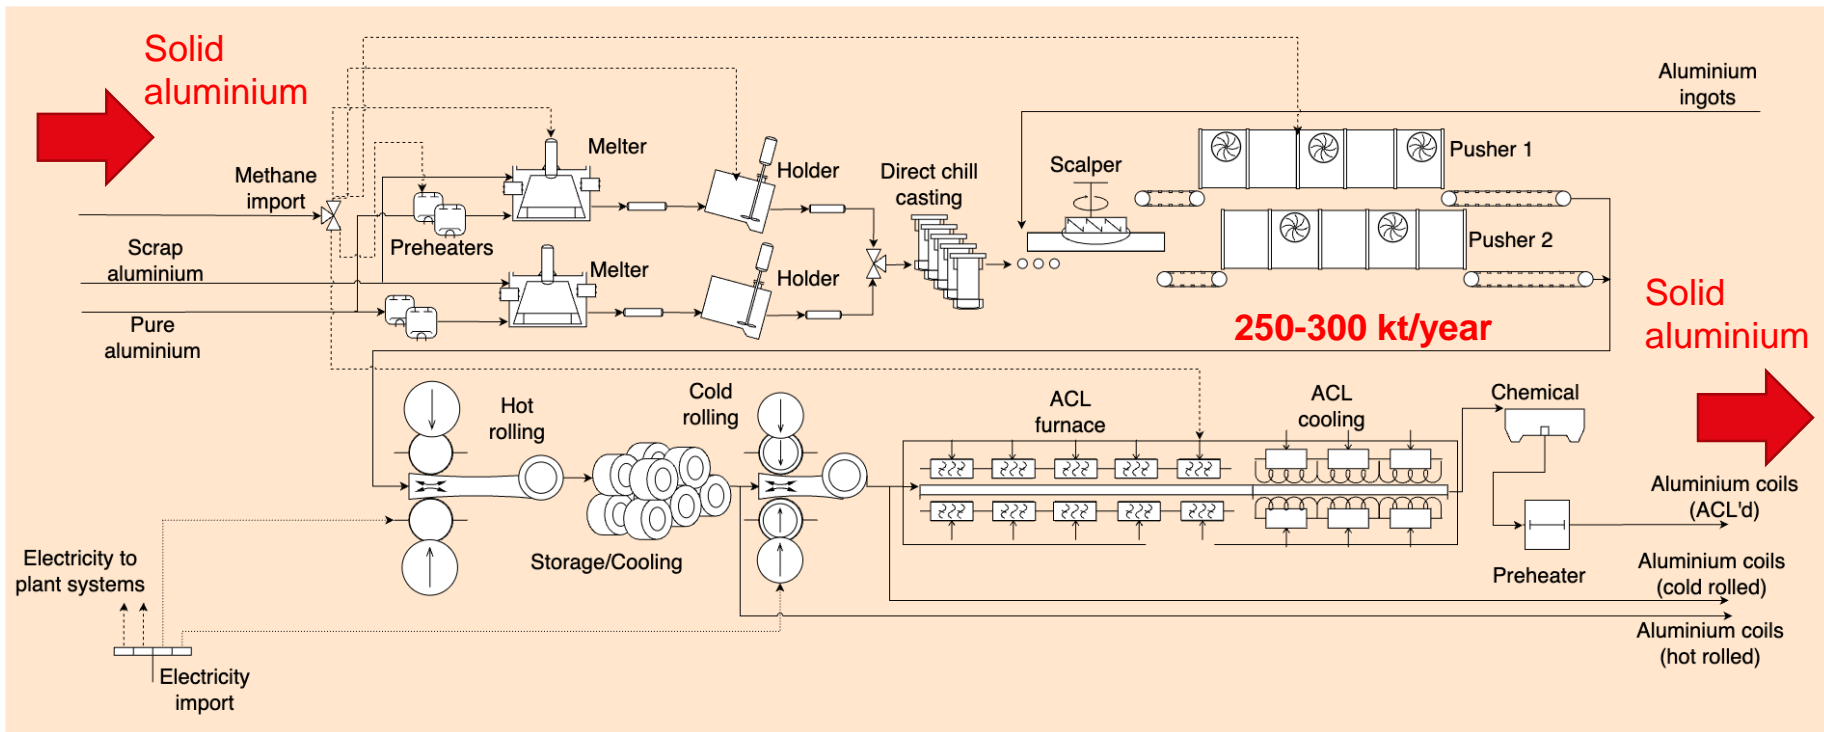 Solid
aluminium
Aluminium
ingots
Melter
Holder
Direct chill
casting
Scalper
Pusher 1
Methane
import
Preheaters
Pusher 2
Scrap
aluminium
Melter
Holder
Pure
aluminium
250-300 kt/year
Solid
aluminium
Hot
rolling
Cold
rolling
ACL
furnace
ACL
cooling
Chemical
Storage/Cooling
Preheater
Aluminium coils
(ACL'd)
Aluminium coils
(cold rolled)
Aluminium coils
(hot rolled)
Electricity to
plant systems
Electricity
import